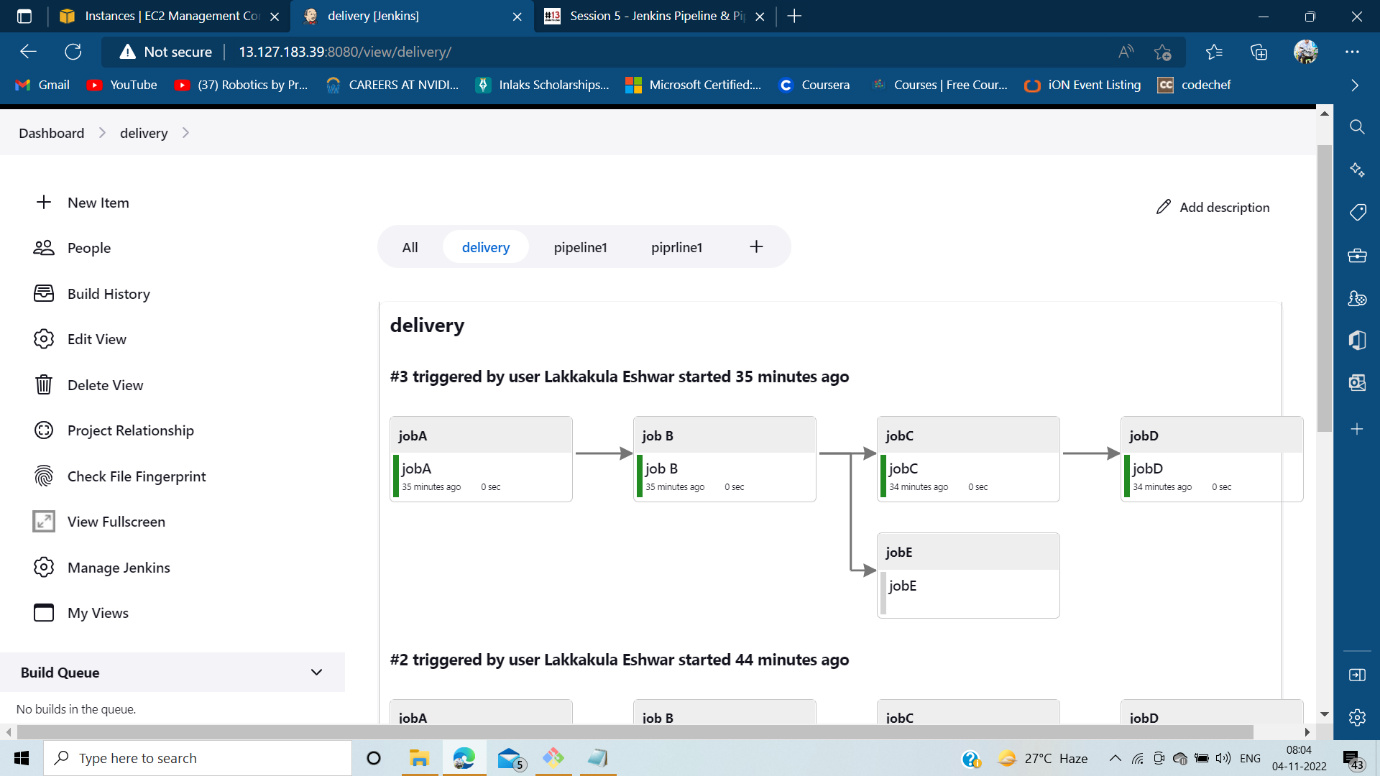 Instances | EC2 Management Co
delivery [Jenkins]
#13
Session 5 - Jenkins Pipeline & Pi
Not secure
13.127.183.39:8080/view/delivery/
Gmail
YouTube
(37) Robotics by Pr...
CAREERS AT NVIDI...
Inlaks Scholarships...
Microsoft Certified:...
Coursera
Courses | Free Cour...
iON Event Listing
CC
codechef
Dashboard
delivery
New Item
People
Build History
Edit View
Delete View
Project Relationship
Check File Fingerprint
View Fullscreen
Manage Jenkins
My Views
Build Queue
No builds in the queue.
Add description
All
delivery
pipeline1
piprline1
delivery
#3 triggered by user Lakkakula Eshwar started 35 minutes ago
jobA
jobA
35 minutes ago 0 sec
job B
job B
35 minutes ago 0 sec
jobC
jobC
34 minutes ago 0 sec
jobD
jobD
34 minutes ago 0 sec
jobE
jobE
#2 triggered by user Lakkakula Eshwar started 44 minutes ago
jobA
job B
jobC
jobD
Type here to search
5
27°C Haze
ENG
08:04
04-11-2022
43